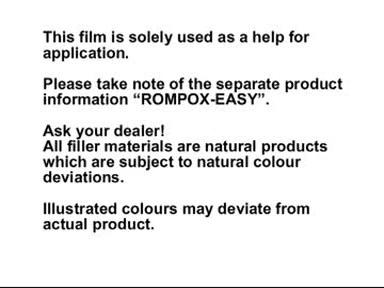 This film is solely used as a help for
application.
Please take note of the separate product
information “ROMPOX-EASY”.
Ask your dealer!
All filler materials are natural products
which are subject to natural colour
deviations.
Illustrated colours may deviate from
actual product.